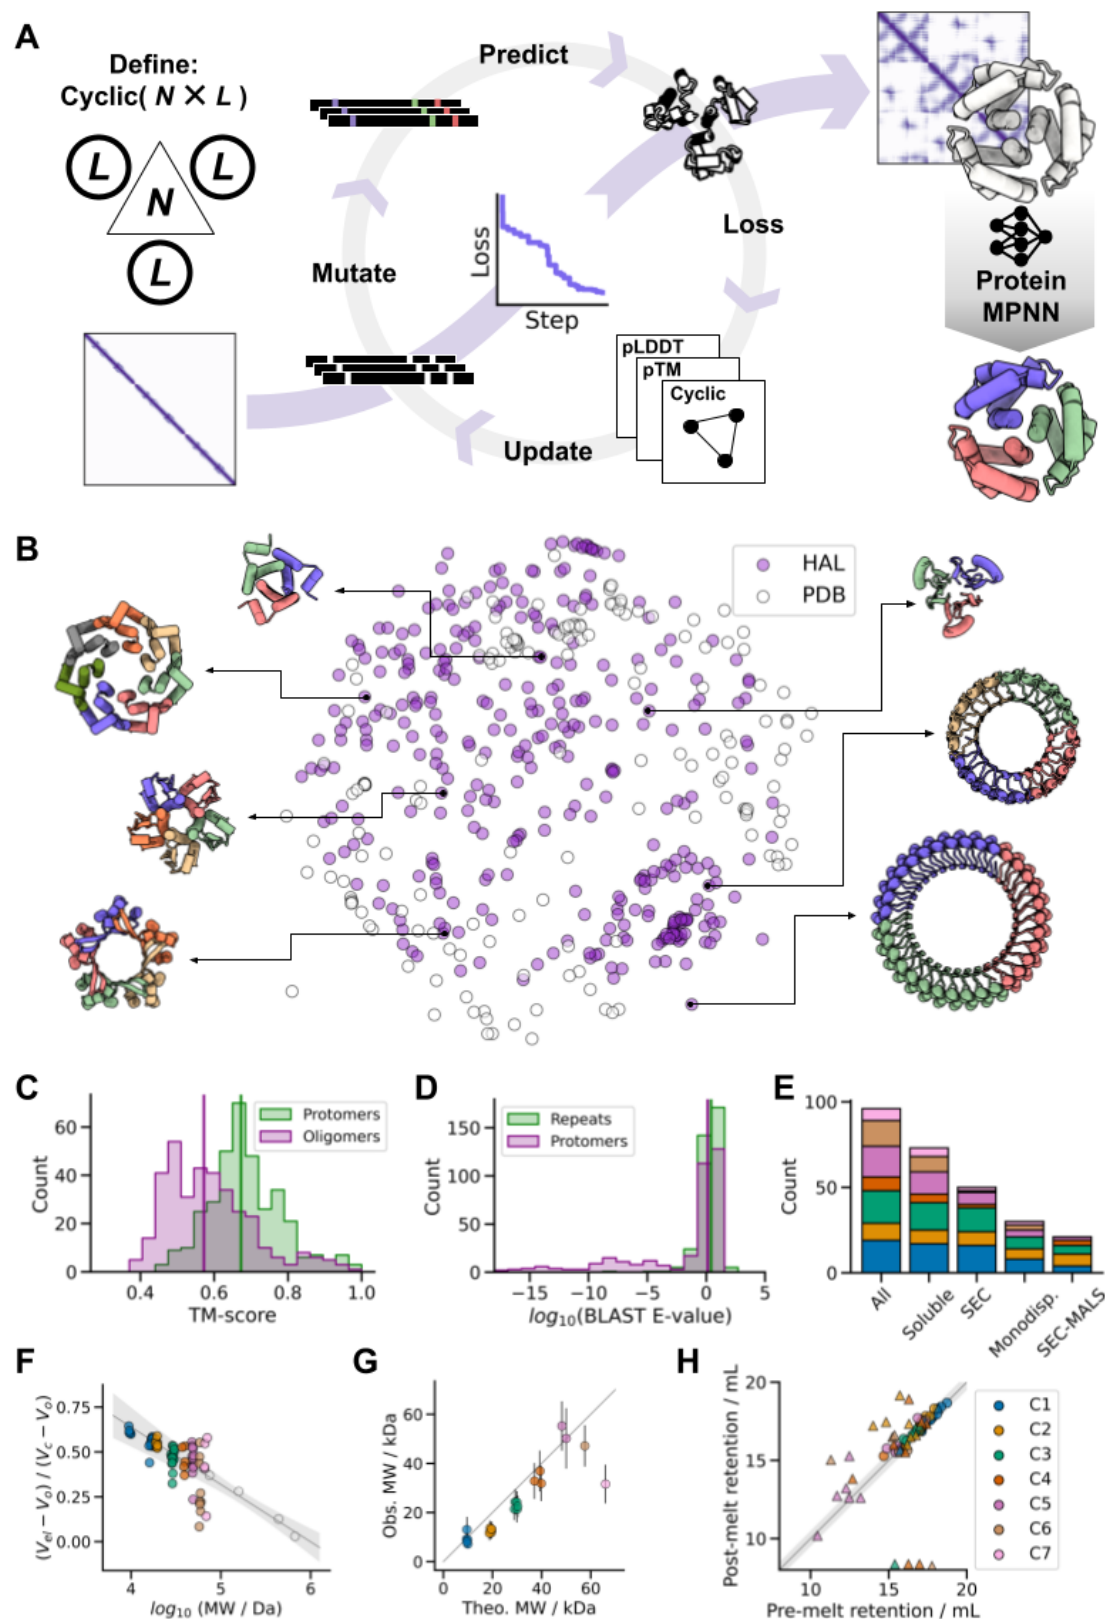 A
Define:
Cyclic( N × L )
L
L
N
L
Predict
Mutate
Loss
Step
Loss
pLDDT
pTM
Cyclic
Update
Protein
MPNN
B
HAL
PDB
C
Protomers
Oligomers
60
40
20
0
Count
0.4
0.6
0.8
1.0
TM-score
D
Repeats
Protomers
150
100
50
0
Count
−15
−10
−5
0
5
log10(BLAST E-value)
E
100
50
0
Count
All
Soluble
SEC
Monodisp.
SEC-MALS
F
0.75
0.50
0.25
0.00
(Vel − Vo) / (Vc − Vo)
4
5
6
log10 (MW / Da)
G
60
40
20
0
Obs. MW / kDa
0
20
40
60
Theo. MW / kDa
H
20
15
10
Post-melt retention / mL
10
15
20
Pre-melt retention / mL
C1
C2
C3
C4
C5
C6
C7